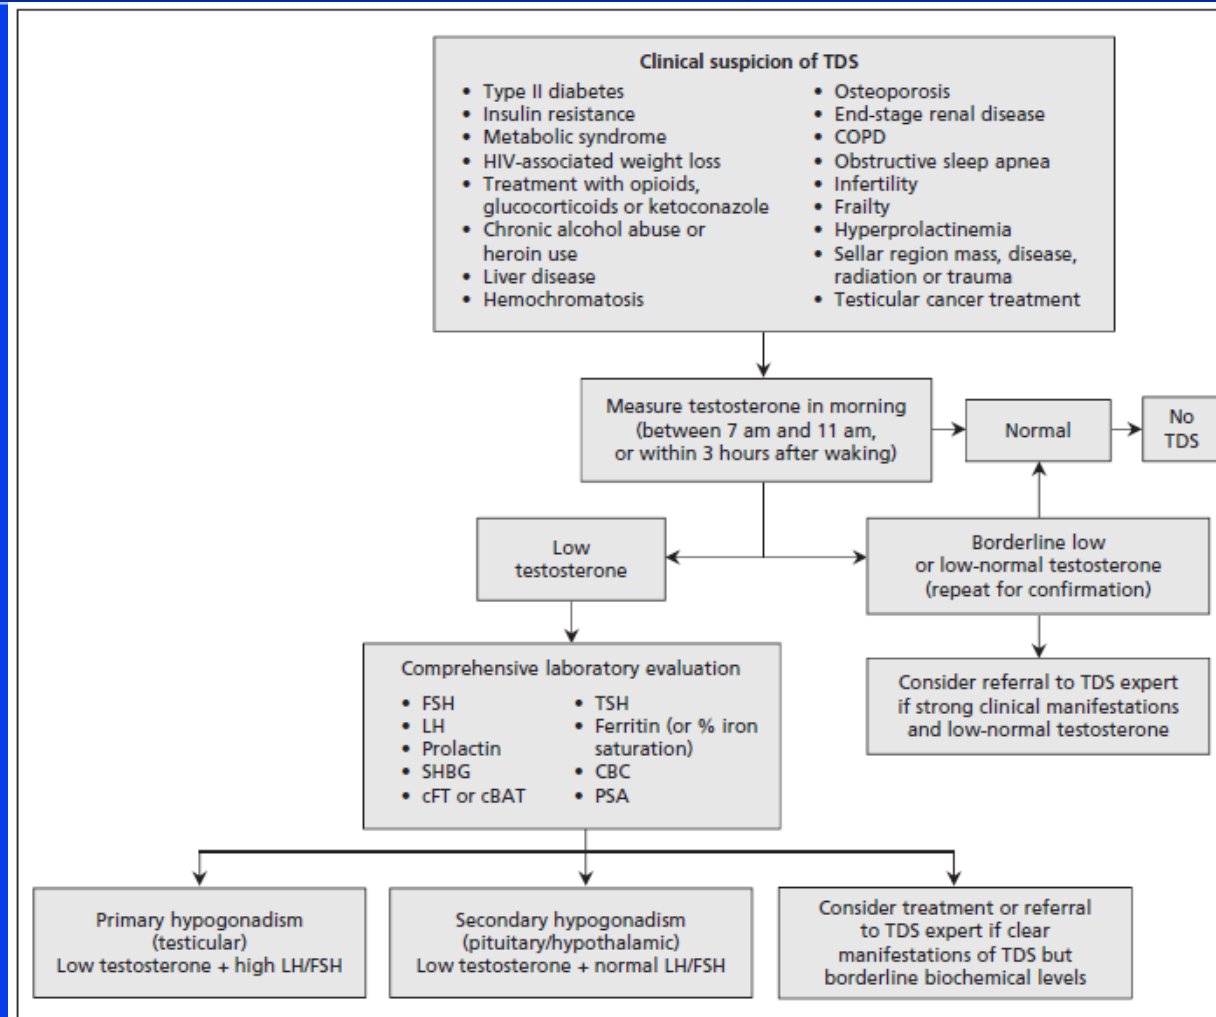 Clinical suspicion of TDS
• Type II diabetes
• Insulin resistance
• Metabolic syndrome
• HIV-associated weight loss
• Treatment with opioids,
glucocorticoids or ketoconazole
• Chronic alcohol abuse or
heroin use
• Liver disease
• Hemochromatosis
• Osteoporosis
• End-stage renal disease
• COPD
• Obstructive sleep apnea
• Infertility
• Frailty
• Hyperprolactinemia
• Sellar region mass, disease,
radiation or trauma
• Testicular cancer treatment
Measure testosterone in morning
(between 7 am and 11 am,
or within 3 hours after waking)
Normal
No
TDS
Low
testosterone
Borderline low
or low-normal testosterone
(repeat for confirmation)
Comprehensive laboratory evaluation
• FSH
• LH
• Prolactin
• SHBG
• cFT or cBAT
• TSH
• Ferritin (or % iron
saturation)
• CBC
• PSA
Consider referral to TDS expert
if strong clinical manifestations
and low-normal testosterone
Primary hypogonadism
(testicular)
Low testosterone + high LH/FSH
Secondary hypogonadism
(pituitary/hypothalamic)
Low testosterone + normal LH/FSH
Consider treatment or referral
to TDS expert if clear
manifestations of TDS but
borderline biochemical levels